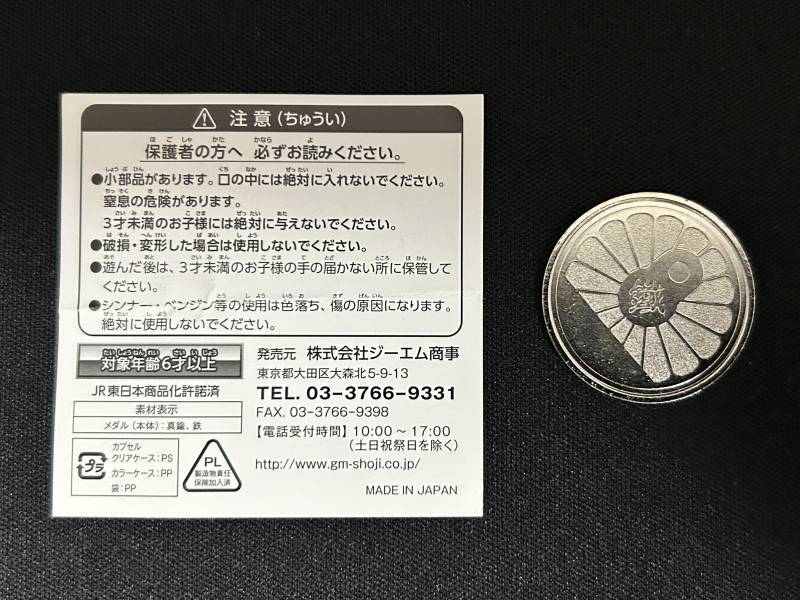 注意(ちゅうい)
保護者の方へ 必ずお読みください。
●小部品があります。口の中には絶対に入れないでください。
窒息の危険があります。
3才未満のお子様には絶対に与えないでください。
●破損・変形した場合は使用しないでください。
●遊んだ後は、3才未満のお子様の手の届かない所に保管して
ください。
●シンナー・ベンジン等の使用は色落ち、傷の原因になります。
絶対に使用しないでください。
対象年齢6才以上
JR東日本商品化許諾済
素材表示
メダル(本体):真鍮、鉄
プラ
カプセル
クリアケース:PS
カラーケース:PP
袋:PP
PL
製造物責任
保険加入済
発売元 株式会社ジーエム商事
東京都大田区大森北5-9-13
TEL. 03-3766-9331
FAX. 03-3766-9398
【電話受付時間】10:00~17:00
(土日祝祭日を除く)
http://www.gm-shoji.co.jp/
MADE IN JAPAN